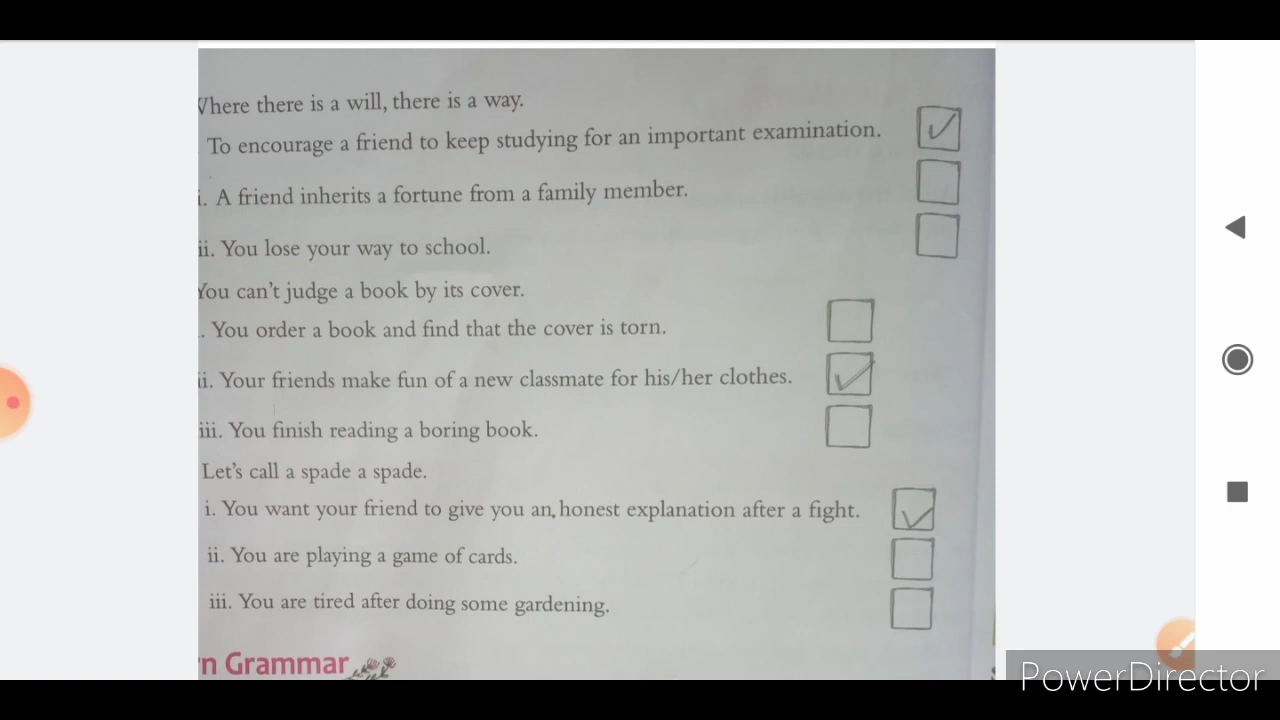 Where there is a will, there is a way.
To encourage a friend to keep studying for an important examination.
i. A friend inherits a fortune from a family member.
ii. You lose your way to school.
You can't judge a book by its cover.
. You order a book and find that the cover is torn.
ii. Your friends make fun of a new classmate for his/her clothes.
iii. You finish reading a boring book.
Let's call a spade a spade.
i. You want your friend to give you an honest explanation after a fight.
ii. You are playing a game of cards.
iii. You are tired after doing some gardening.
n Grammar
PowerDirector